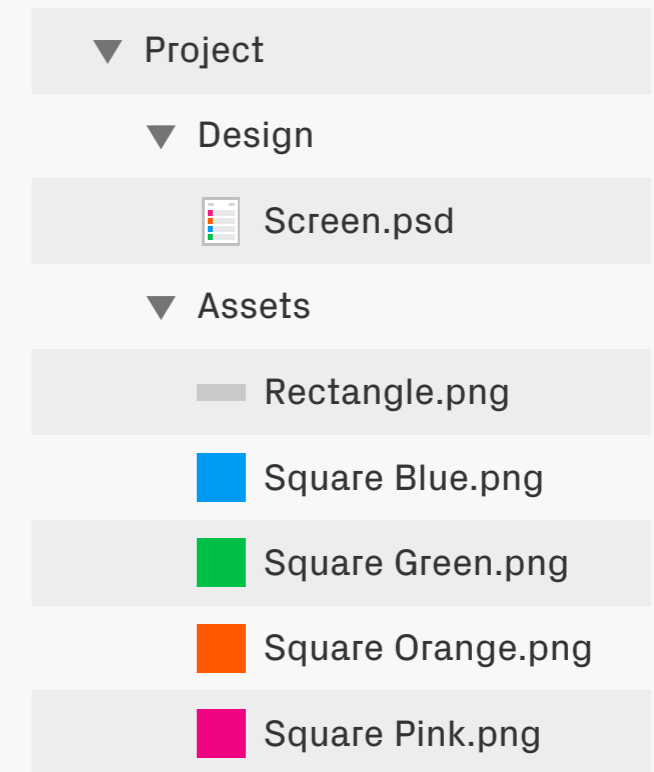 Project
Design
Screen.psd
Assets
Rectangle.png
Square Blue.png
Square Green.png
Square Orange.png
Square Pink.png